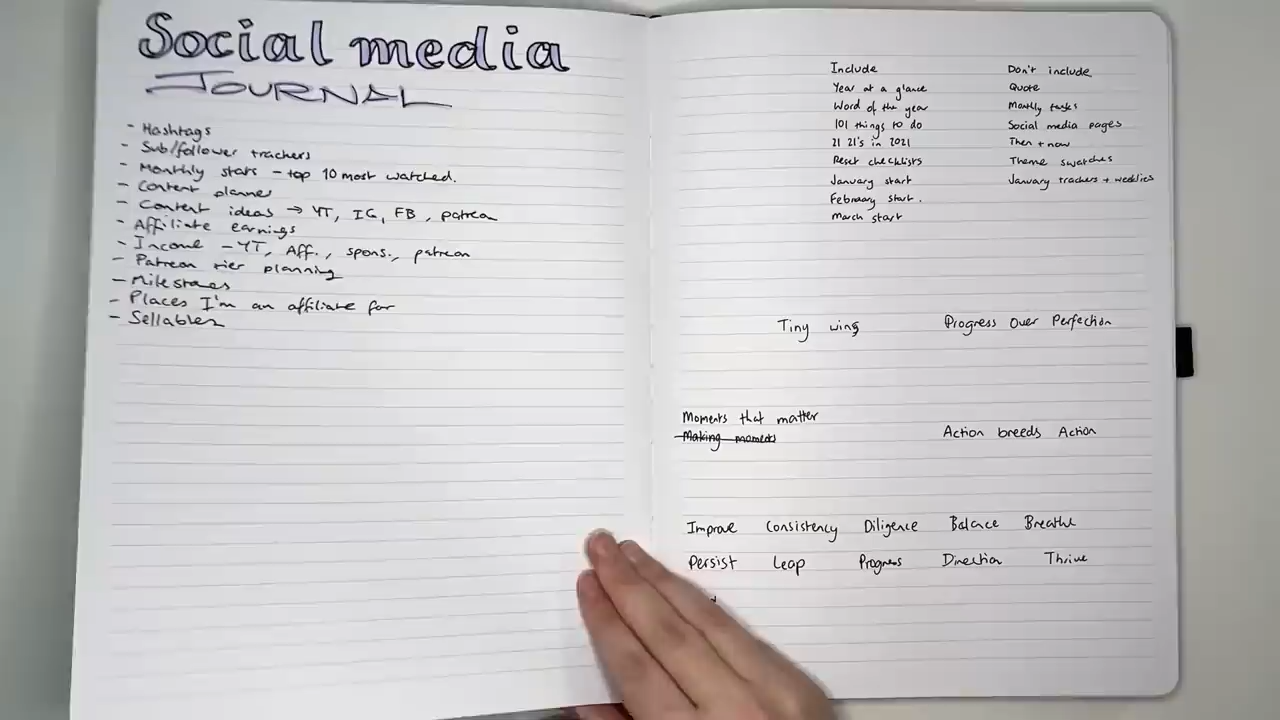 Social media
JOURNAL
- Hashtags
- Sub/follower trackers
- Monthly stats - top 10 most watched.
- Content planner
- Content ideas → YT, IG, FB, patreon
- Affiliate earnings
- Income - YT, Aff., spons., patreon
- Patreon tier planning
- Milestones
- Places I'm an affiliate for
- Sellables
Include
Year at a glance
Word of the year
101 things to do
21 21's in 2021
Reset checklists
January start
February start.
March start
Don't include
Quote
Monthly tasks
Social media pages
Then + now
Theme swatches
January trackers + weeklies
Tiny wins
Progress Over Perfection
Moments that matter
Making moments
Action breeds Action
Improve Consistency Diligence Balance Breathe
Persist Leap Progress Direction Thrive